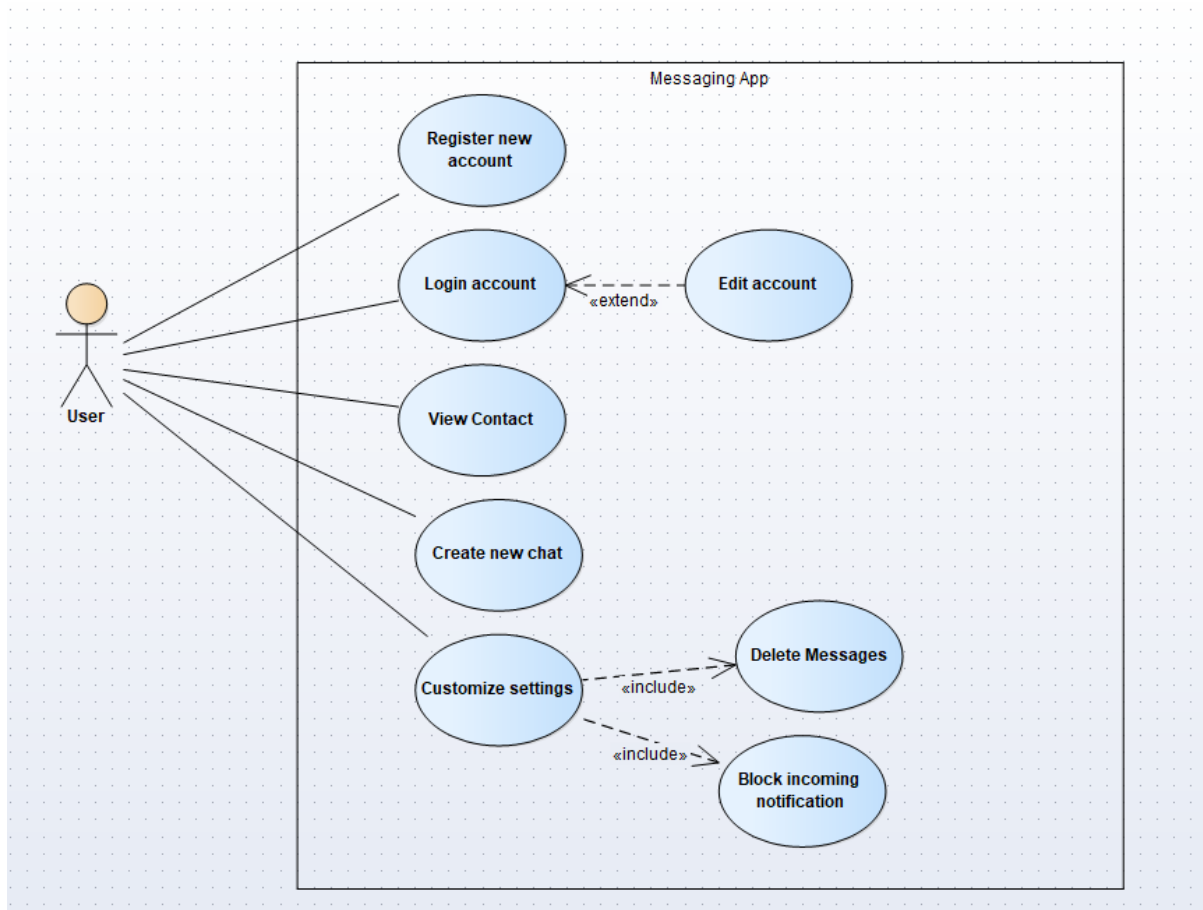 Messaging App
Register new
account
Login account
«extend»
Edit account
User
View Contact
Create new chat
Customize settings
«include»
Delete Messages
«include»
Block incoming
notification